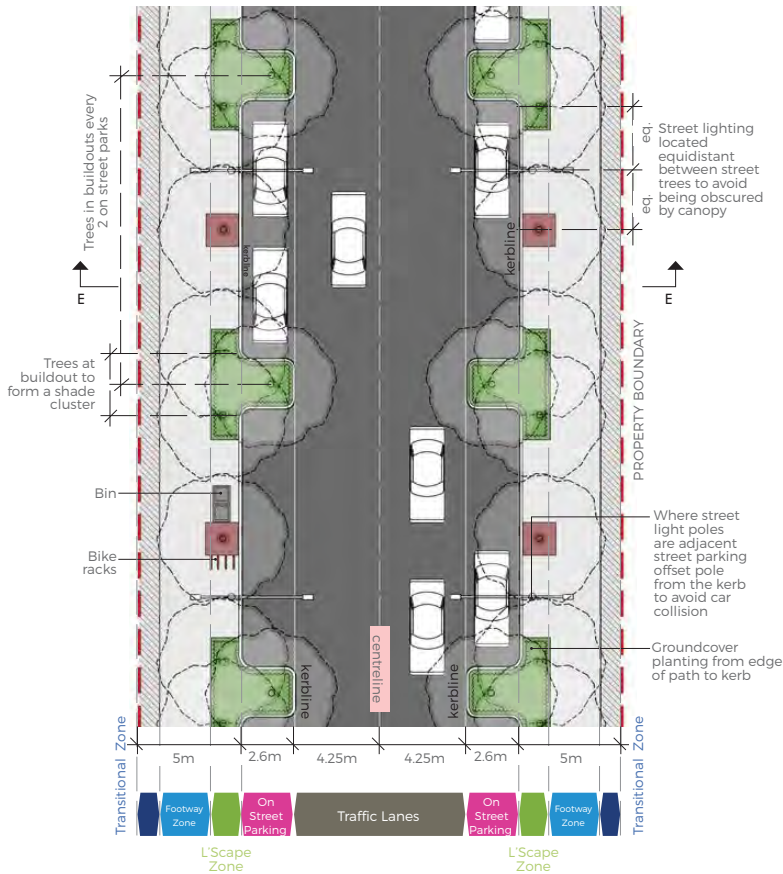 Trees in buildouts every
2 on street parks
eq.
eq.
Street lighting
located
equidistant
between street
trees to avoid
being obscured
by canopy
kerbline
kerbline
E
E
Trees at
buildout to
form a shade
cluster
PROPERTY BOUNDARY
Bin
Bike
racks
Where street
light poles
are adjacent
street parking
offset pole
from the kerb
to avoid car
collision
Groundcover
planting from edge
of path to kerb
kerbline
centreline
kerbline
5m
2.6m
4.25m
4.25m
2.6m
5m
Transitional Zone
Footway
Zone
On
Street
Parking
Traffic Lanes
On
Street
Parking
Footway
Zone
Transitional Zone
L'Scape
Zone
L'Scape
Zone